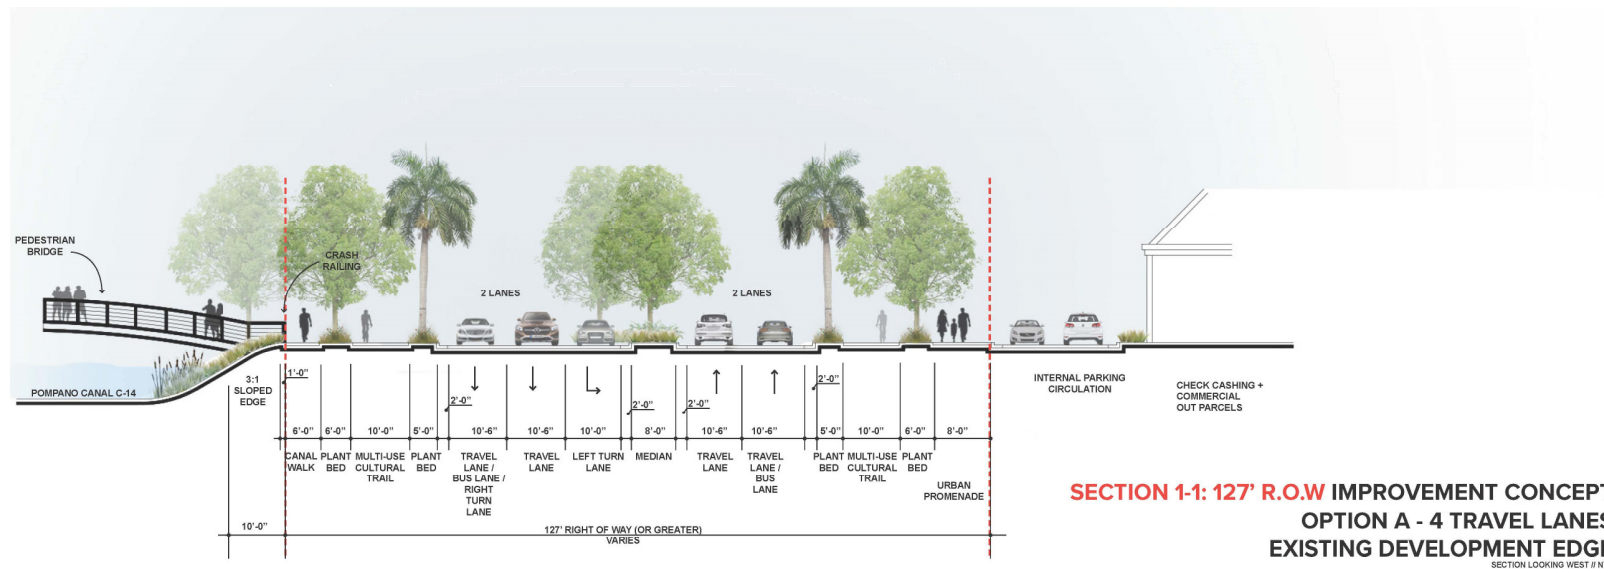 PEDESTRIAN
BRIDGE
CRASH
RAILING
2 LANES
2 LANES
POMPANO CANAL C-14
3:1
SLOPED
EDGE
1'-0"
2'-0"
2'-0"
2'-0"
2'-0"
INTERNAL PARKING
CIRCULATION
CHECK CASHING +
COMMERCIAL
OUT PARCELS
6'-0" 6'-0" 10'-0" 5'-0" 10'-6" 10'-6" 10'-0" 8'-0" 10'-6" 10'-6" 5'-0" 10'-0" 6'-0" 8'-0"
CANAL
WALK
PLANT
BED
MULTI-USE
CULTURAL
TRAIL
PLANT
BED
TRAVEL
LANE /
BUS LANE /
RIGHT
TURN
LANE
TRAVEL
LANE
LEFT TURN
LANE
MEDIAN
TRAVEL
LANE
TRAVEL
LANE /
BUS
LANE
PLANT
BED
MULTI-USE
CULTURAL
TRAIL
PLANT
BED
URBAN
PROMENADE
10'-0"
127' RIGHT OF WAY (OR GREATER)
VARIES
SECTION 1-1: 127' R.O.W IMPROVEMENT CONCEPT
OPTION A - 4 TRAVEL LANES
EXISTING DEVELOPMENT EDGE
SECTION LOOKING WEST // N